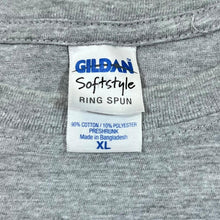 GILDAN
Softstyle
RING SPUN
90% COTTON / 10% POLYESTER
PRESHRUNK
Made in Bangladesh
XL